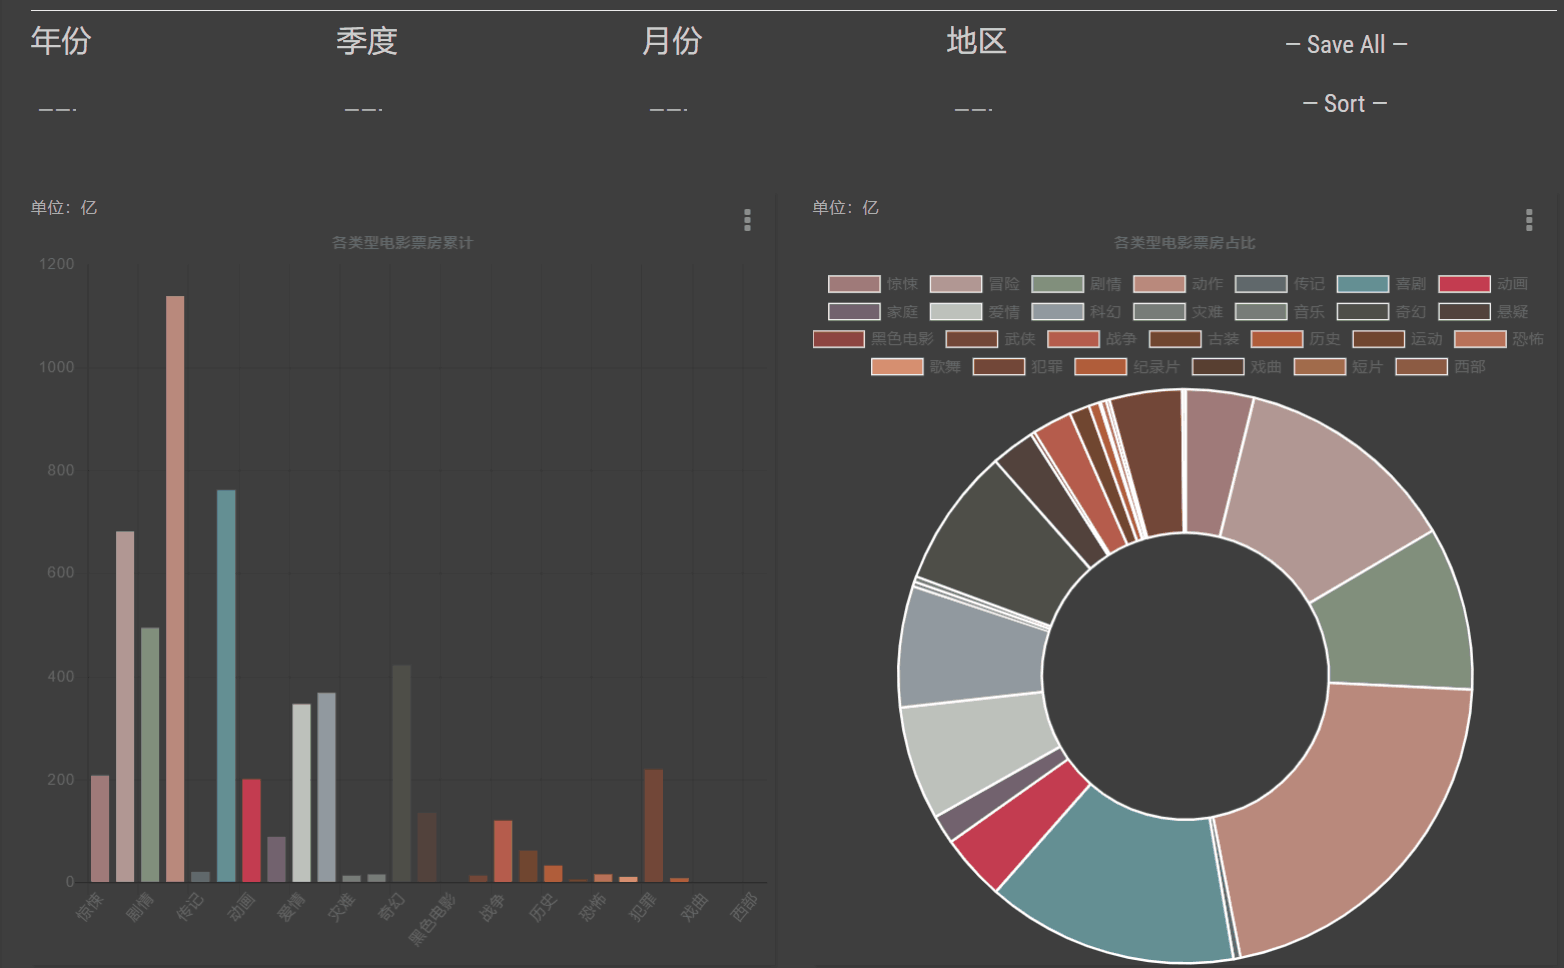 年份 季度 月份 地区 — Save All —
——. ——. ——. ——. — Sort —
单位：亿
各类型电影票房累计
1200
1000
800
600
400
200
0
惊悚 剧情 传记 动画 爱情 灾难 奇幻 黑色电影 战争 历史 恐怖 犯罪 戏曲 西部
单位：亿
各类型电影票房占比
惊悚 冒险 剧情 动作 传记 喜剧 动画
家庭 爱情 科幻 灾难 音乐 奇幻 悬疑
黑色电影 武侠 战争 古装 历史 运动 恐怖
歌舞 犯罪 纪录片 戏曲 短片 西部